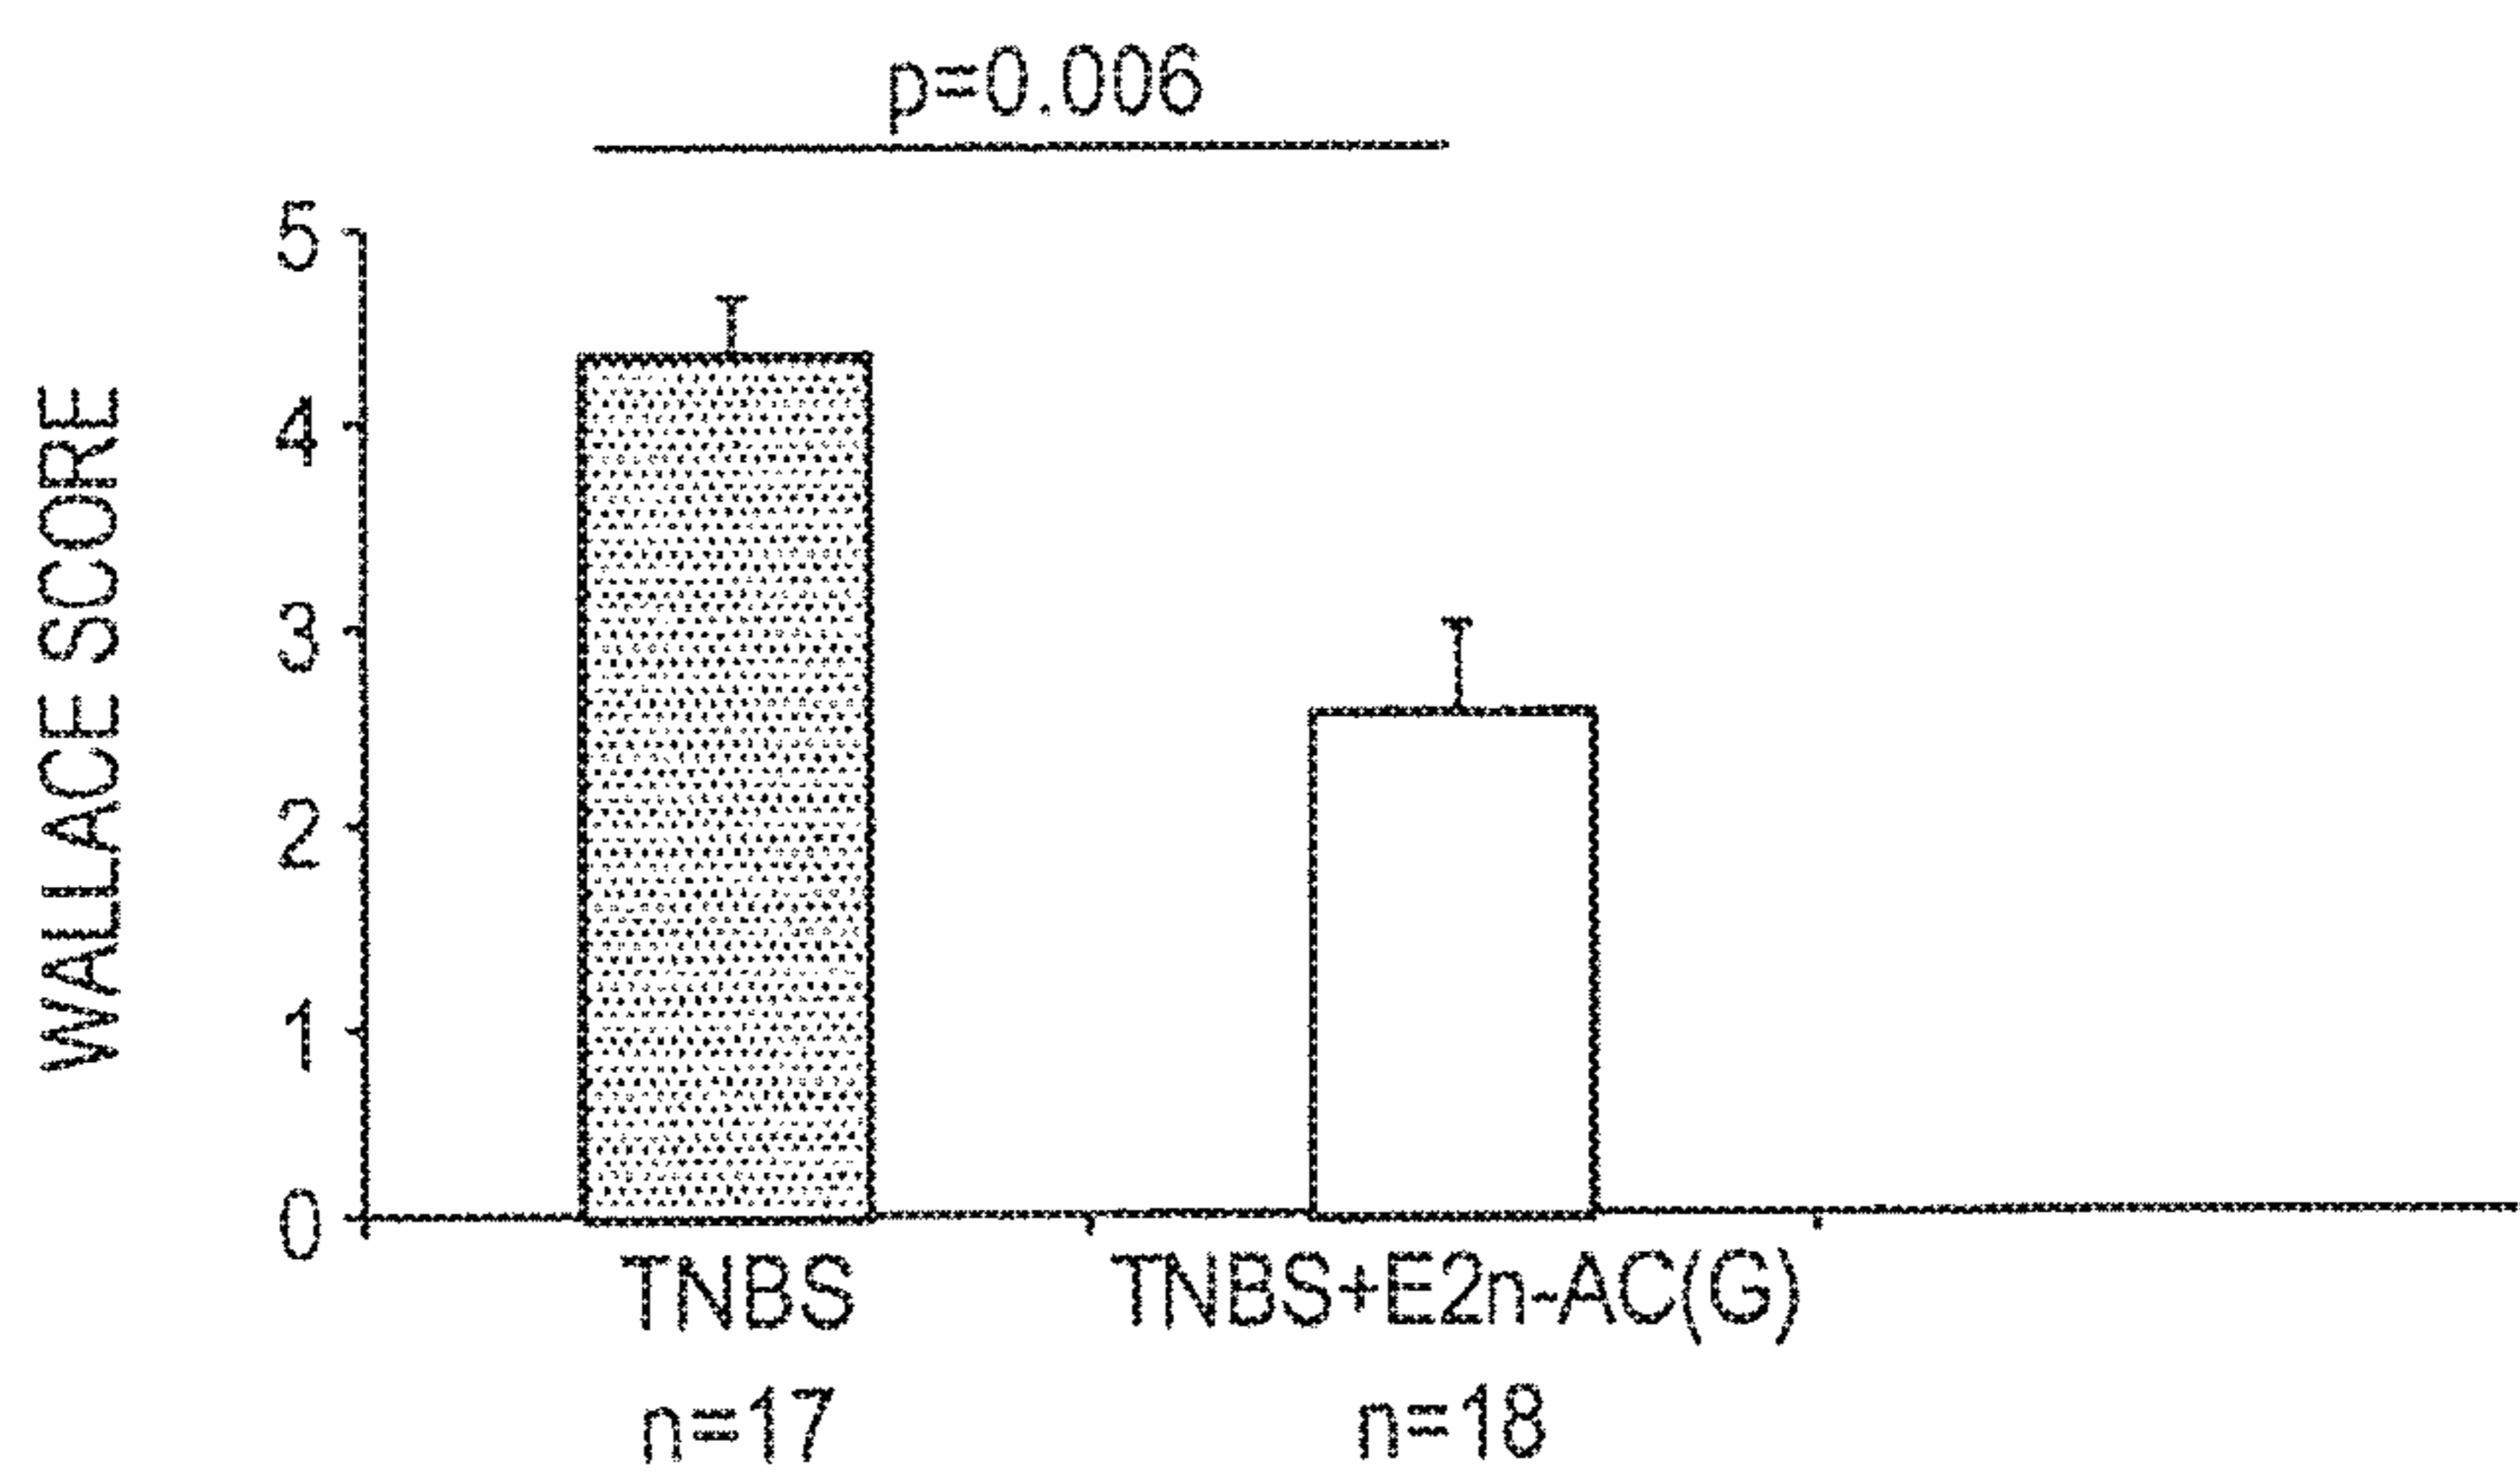 p=0.006
5
4
3
2
1
0
WALLACE SCORE
TNBS
TNBS+E2n-AC(G)
n=17
n=18